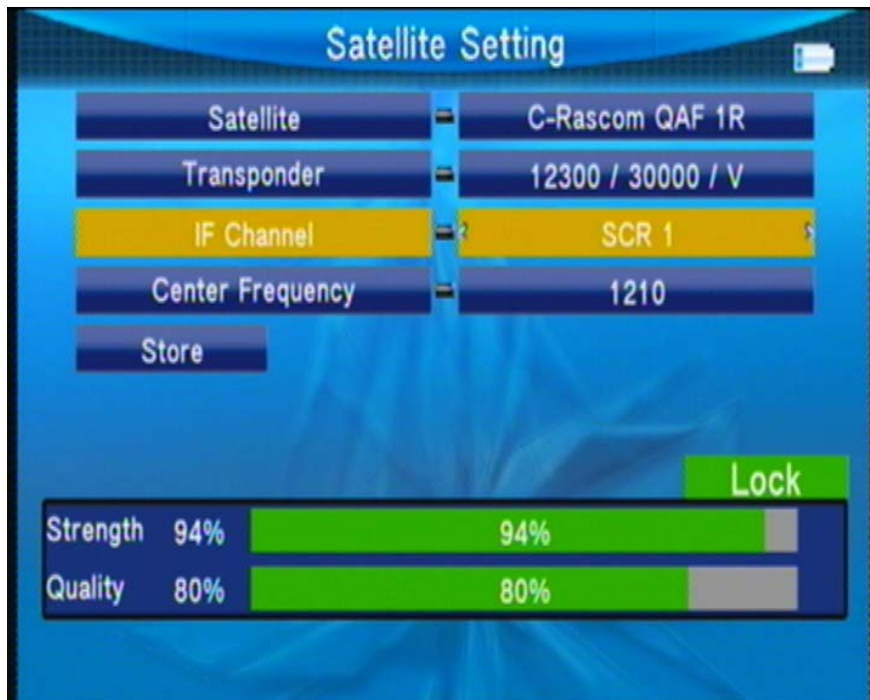 Satellite Setting
Satellite C-Rascom QAF 1R
Transponder 12300 / 30000 / V
IF Channel SCR 1
Center Frequency 1210
Store
Lock
Strength 94% 94%
Quality 80% 80%